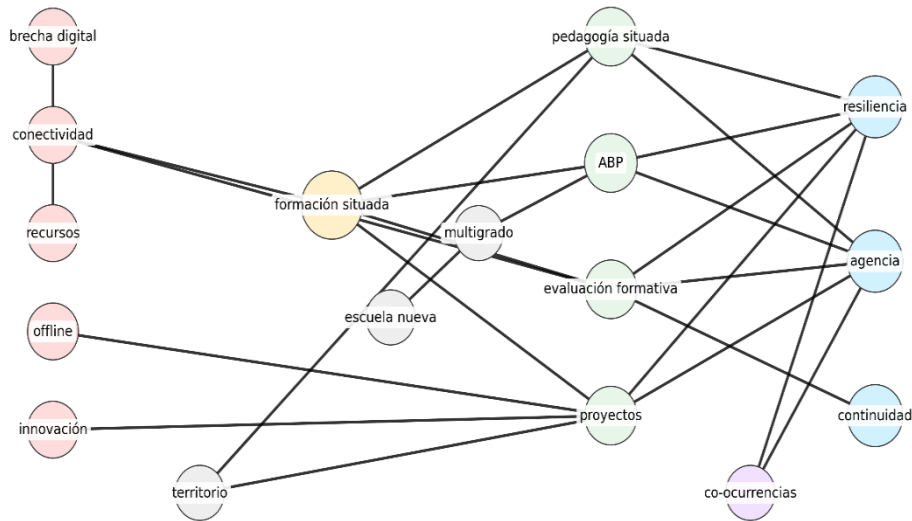 brecha digital
pedagogía situada
resiliencia
conectividad
ABP
formación situada
multigrado
recursos
agencia
evaluación formativa
escuela nueva
offline
proyectos
continuidad
innovación
territorio
co-ocurrencias